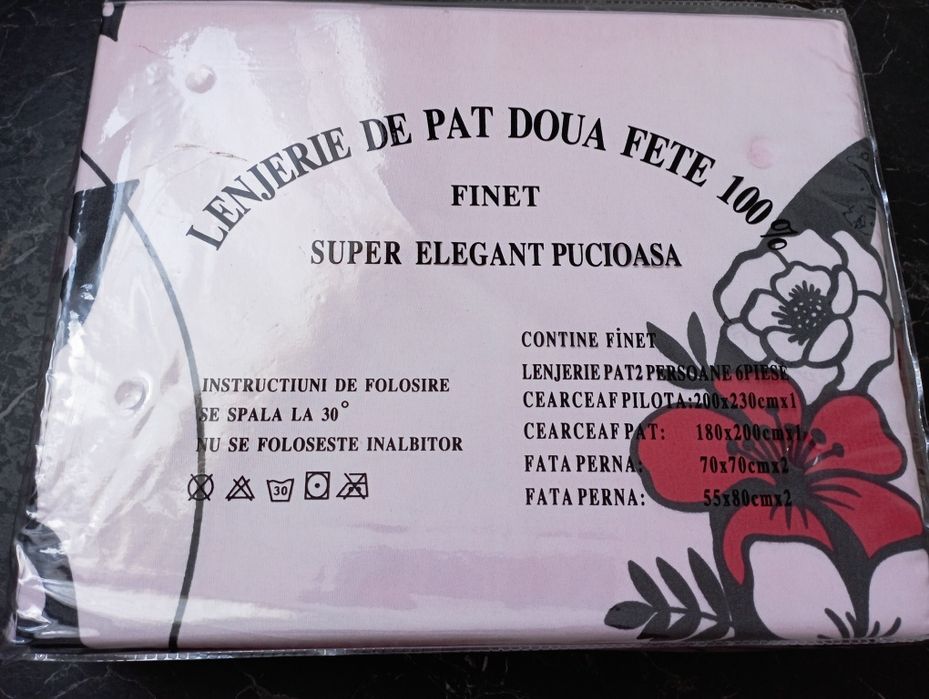 LENJERIE DE PAT DOUA FETE 100%
FINET
SUPER ELEGANT PUCIOASA
INSTRUCTIUNI DE FOLOSIRE
SE SPALA LA 30°
NU SE FOLOSESTE INALBITOR
30
CONTINE FİNET
LENJERIE PAT2 PERSOANE 6PIESE
CEARCEAF PILOTA:200x230cmx1
CEARCEAF PAT: 180x200cmx1
FATA PERNA: 70x70cmx2
FATA PERNA: 55x80cmx2